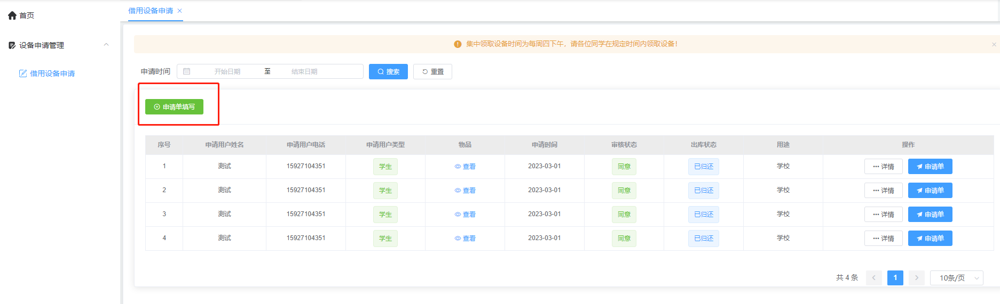 首页
设备申请管理
借用设备申请
借用设备申请
集中领取设备时间为每周四下午，请各位同学在规定时间内领取设备！
申请时间 开始日期 至 结束日期 搜索 重置
申请单填写
序号 申请用户姓名 申请用户电话 申请用户类型 物品 申请时间 审核状态 出库状态 用途 操作
1 测试 15927104351 学生 查看 2023-03-01 同意 已归还 学校 详情 申请单
2 测试 15927104351 学生 查看 2023-03-01 同意 已归还 学校 详情 申请单
3 测试 15927104351 学生 查看 2023-03-01 同意 已归还 学校 详情 申请单
4 测试 15927104351 学生 查看 2023-03-01 同意 已归还 学校 详情 申请单
共 4 条 1 10条/页